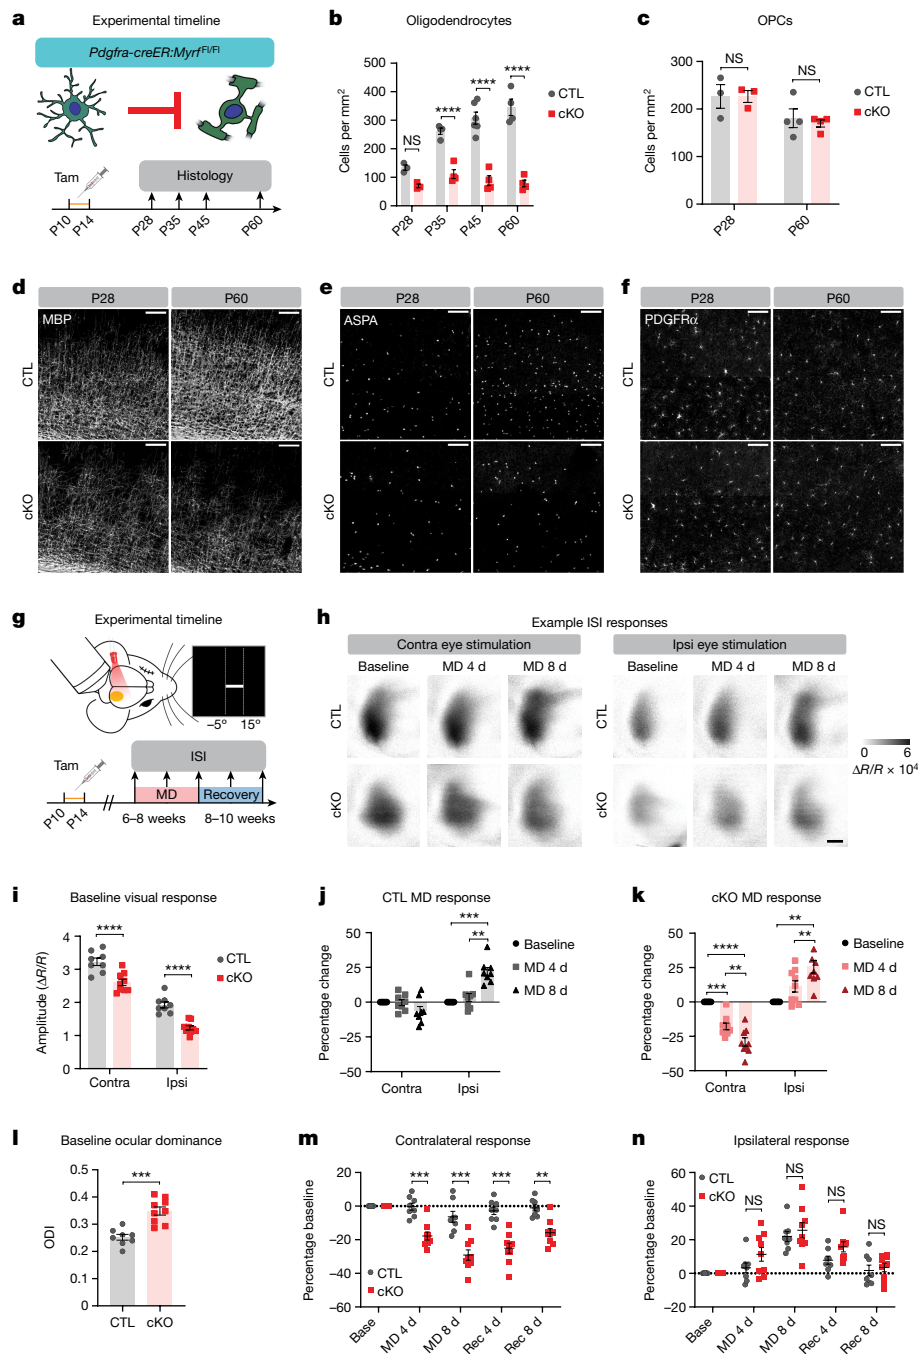 a
Experimental timeline
Pdgfra-creER:Myrf^Fl/Fl
Tam
Histology
P10
P14
P28
P35
P45
P60
b
Oligodendrocytes
Cells per mm²
500
400
300
200
100
0
NS
****
****
****
CTL
cKO
P28
P35
P45
P60
c
OPCs
Cells per mm²
300
200
100
0
NS
NS
CTL
cKO
P28
P60
d
P28
P60
MBP
CTL
cKO
e
P28
P60
ASPA
CTL
cKO
f
P28
P60
PDGFRα
CTL
cKO
g
Experimental timeline
–5°
15°
Tam
ISI
MD
Recovery
P10
P14
6–8 weeks
8–10 weeks
h
Example ISI responses
Contra eye stimulation
Ipsi eye stimulation
Baseline
MD 4 d
MD 8 d
Baseline
MD 4 d
MD 8 d
CTL
cKO
CTL
cKO
0
6
ΔR/R × 10⁴
i
Baseline visual response
Amplitude (ΔR/R)
4
3
2
1
0
****
****
CTL
cKO
Contra
Ipsi
j
CTL MD response
Percentage change
50
25
0
–25
–50
***
**
Baseline
MD 4 d
MD 8 d
Contra
Ipsi
k
cKO MD response
Percentage change
50
25
0
–25
–50
****
***
**
**
**
Baseline
MD 4 d
MD 8 d
Contra
Ipsi
l
Baseline ocular dominance
ODI
0.5
0.4
0.3
0.2
0.1
0
***
CTL
cKO
m
Contralateral response
Percentage baseline
20
0
–20
–40
–60
***
***
***
**
CTL
cKO
Base
MD 4 d
MD 8 d
Rec 4 d
Rec 8 d
n
Ipsilateral response
Percentage baseline
60
40
20
0
–20
CTL
cKO
NS
NS
NS
NS
Base
MD 4 d
MD 8 d
Rec 4 d
Rec 8 d